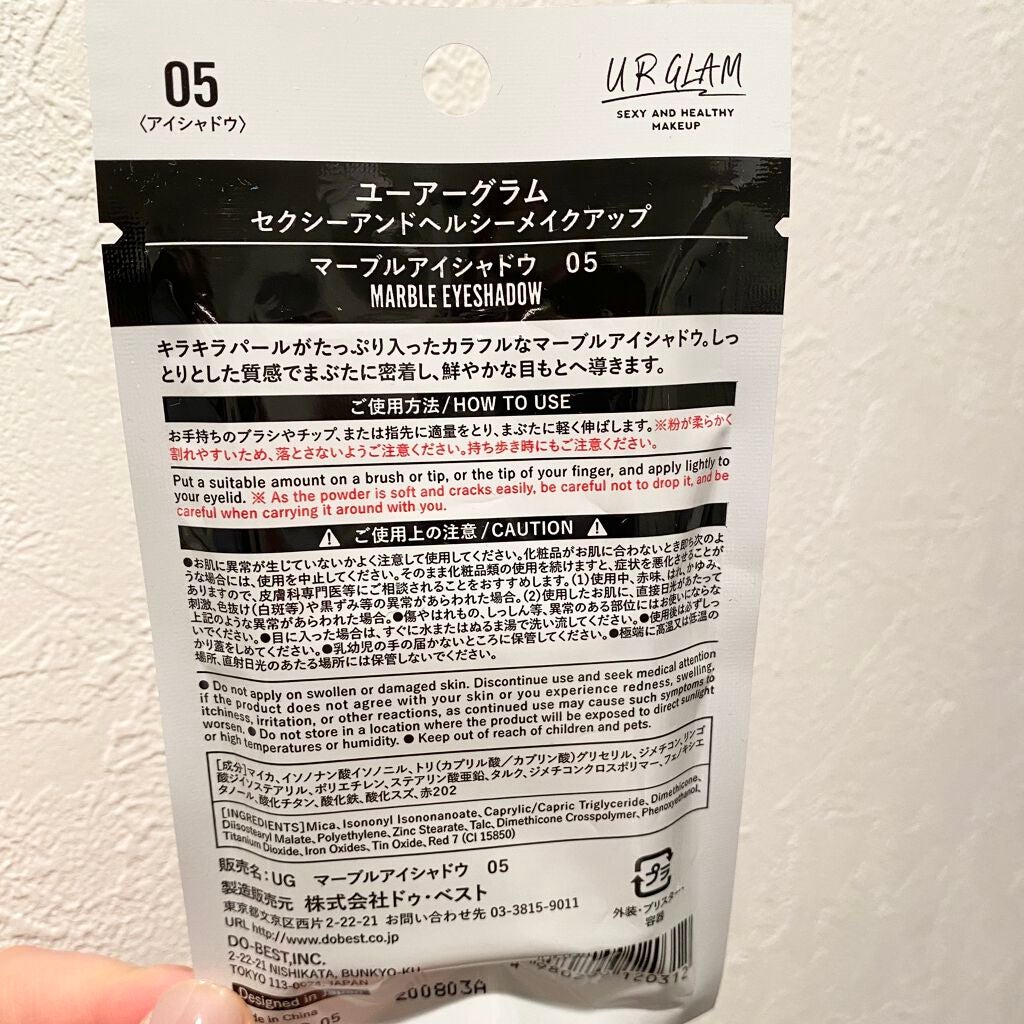 05
〈アイシャドウ〉
UR GLAM
SEXY AND HEALTHY
MAKEUP
ユーアーグラム
セクシーアンドヘルシーメイクアップ
マーブルアイシャドウ 05
MARBLE EYESHADOW
キラキラパールがたっぷり入ったカラフルなマーブルアイシャドウ。しっ
とりとした質感でまぶたに密着し、鮮やかな目もとへ導きます。
ご使用方法/HOW TO USE
お手持ちのブラシやチップ、または指先に適量をとり、まぶたに軽く伸ばします。※粉が柔らかく
割れやすいため、落とさないようご注意ください。持ち歩き時にもご注意ください。
Put a suitable amount on a brush or tip, or the tip of your finger, and apply lightly to
your eyelid. ※ As the powder is soft and cracks easily, be careful not to drop it, and be
careful when carrying it around with you.
⚠ ご使用上の注意/CAUTION ⚠
●お肌に異常が生じていないかよく注意して使用してください。化粧品がお肌に合わないとき即ち次のよ
うな場合には、使用を中止してください。そのまま化粧品類の使用を続けますと、症状を悪化させることが
ありますので、皮膚科専門医等にご相談されることをおすすめします。(1)使用中、赤味、はれ、かゆみ、
刺激、色抜け(白斑等)や黒ずみ等の異常があらわれた場合。(2)使用したお肌に、直接日光があたって
上記のような異常があらわれた場合。●傷やはれもの、しっしん等、異常のある部位にはお使いにならな
いでください。●目に入った場合は、すぐに水またはぬるま湯で洗い流してください。●使用後は必ずしっ
かり蓋をしめてください。●乳幼児の手の届かないところに保管してください。●極端に高温又は低温の
場所、直射日光のあたる場所には保管しないでください。
● Do not apply on swollen or damaged skin. Discontinue use and seek medical attention
if the product does not agree with your skin or you experience redness, swelling,
itchiness, irritation, or other reactions, as continued use may cause such symptoms to
worsen. ● Do not store in a location where the product will be exposed to direct sunlight
or high temperatures or humidity. ● Keep out of reach of children and pets.
[成分]マイカ、イソノナン酸イソノニル、トリ(カプリル酸/カプリン酸)グリセリル、ジメチコン、リンゴ
酸ジイソステアリル、ポリエチレン、ステアリン酸亜鉛、タルク、ジメチコンクロスポリマー、フェノキシエ
タノール、酸化チタン、酸化鉄、酸化スズ、赤202
[INGREDIENTS]Mica, Isononyl Isononanoate, Caprylic/Capric Triglyceride, Dimethicone,
Diisostearyl Malate, Polyethylene, Zinc Stearate, Talc, Dimethicone Crosspolymer, Phenoxyethanol,
Titanium Dioxide, Iron Oxides, Tin Oxide, Red 7 (CI 15850)
販売名:UG マーブルアイシャドウ 05
製造販売元 株式会社ドゥ・ベスト
東京都文京区西片2-22-21 お問い合わせ先 03-3815-9011
URL http://www.dobest.co.jp
DO-BEST,INC.
2-22-21 NISHIKATA, BUNKYO-KU
TOKYO 113-0024 JAPAN
Designed in Japan
in China
05
200803A
プラ
外装・ブリスター
容器
120312